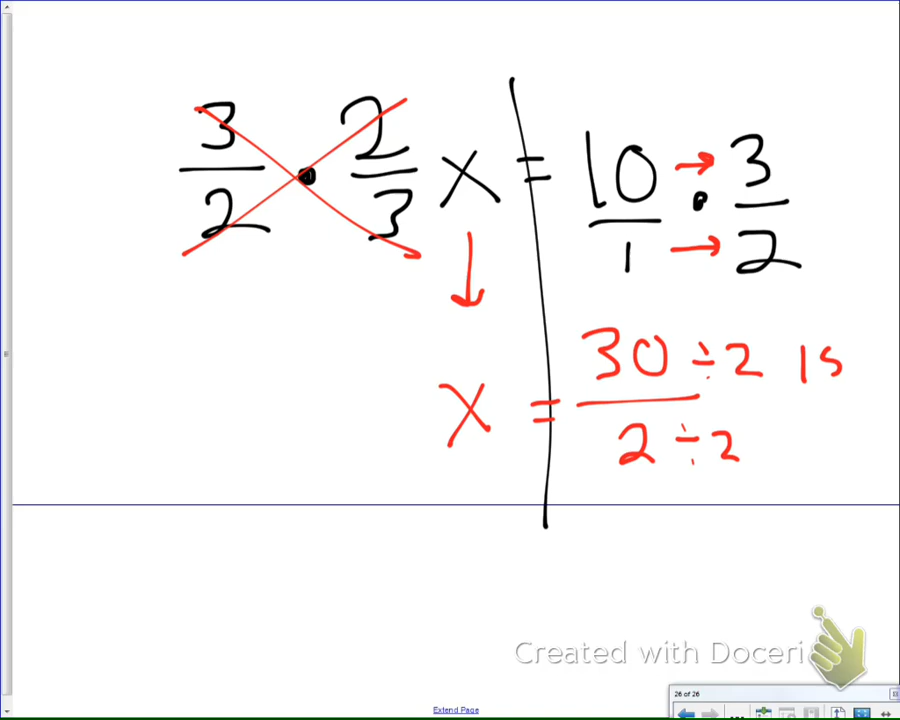 3/2 • 2/3 x = 10/1 → • → 3/2
↓
x = 30 ÷ 2 / 2 ÷ 2 15
Created with Doceri
26 of 26
Extend Page